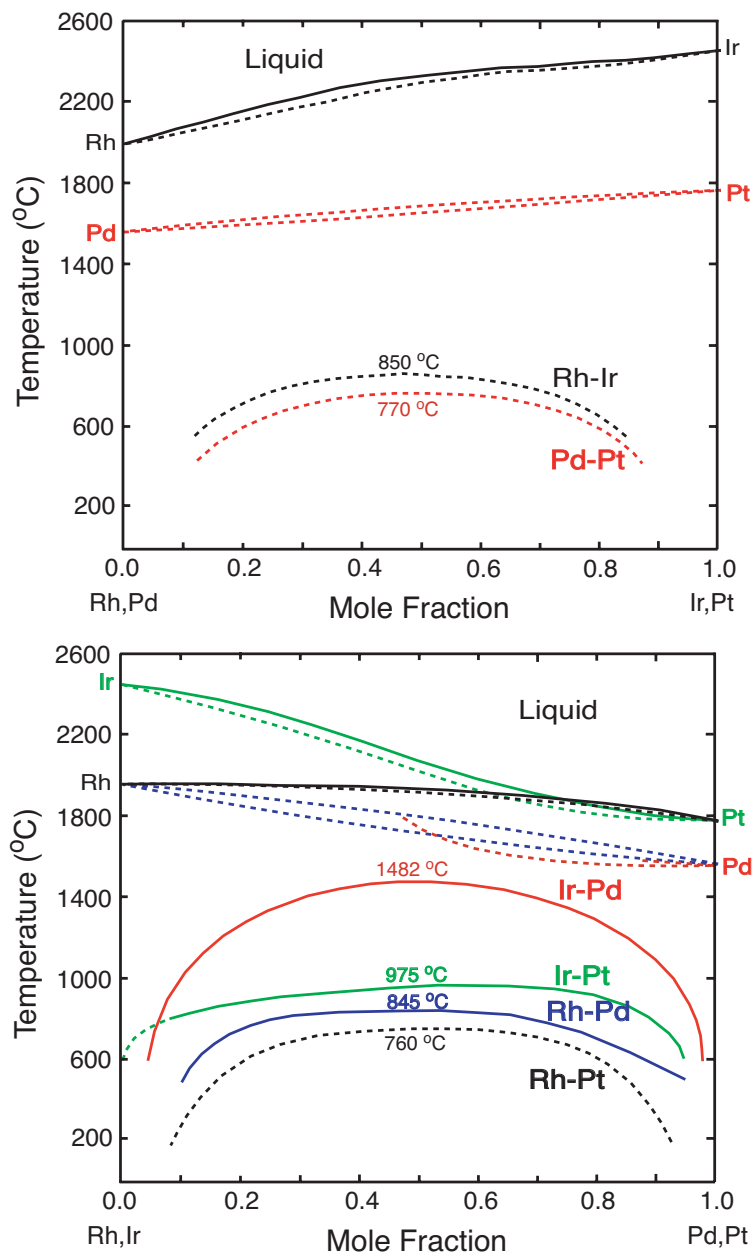 2600
Ir
Liquid
2200
Rh
1800
Pt
Pd
1400
Temperature (°C)
1000
850 °C
Rh-Ir
600
770 °C
Pd-Pt
200
0.0 0.2 0.4 0.6 0.8 1.0
Rh,Pd Mole Fraction Ir,Pt
2600
Ir
Liquid
2200
Rh
1800
Pt
Pd
1482 °C
Ir-Pd
1400
Temperature (°C)
975 °C
Ir-Pt
1000
845 °C
Rh-Pd
760 °C
600
Rh-Pt
200
0.0 0.2 0.4 0.6 0.8 1.0
Rh,Ir Mole Fraction Pd,Pt